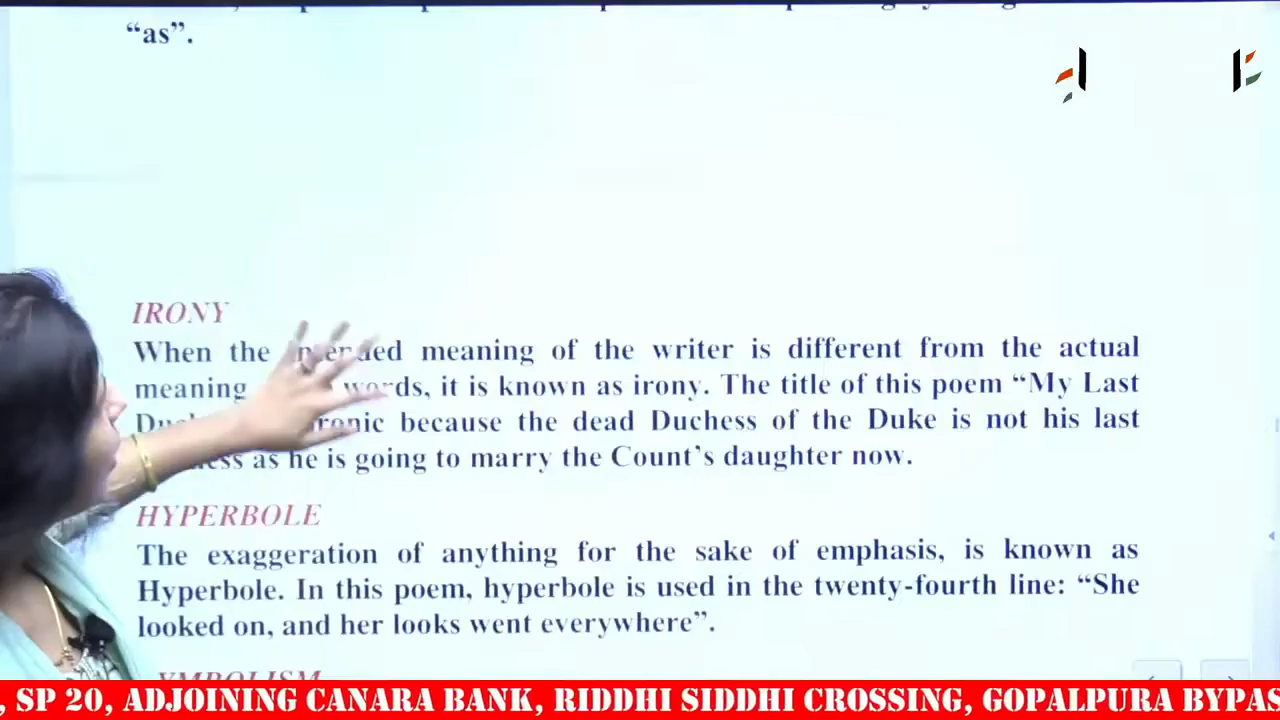 "as".
IRONY
When the intended meaning of the writer is different from the actual
meaning words, it is known as irony. The title of this poem "My Last
ironic because the dead Duchess of the Duke is not his last
as he is going to marry the Count's daughter now.
HYPERBOLE
The exaggeration of anything for the sake of emphasis, is known as
Hyperbole. In this poem, hyperbole is used in the twenty-fourth line: "She
looked on, and her looks went everywhere".
SYMBOLISM
, SP 20, ADJOINING CANARA BANK, RIDDHI SIDDHI CROSSING, GOPALPURA BYPAS